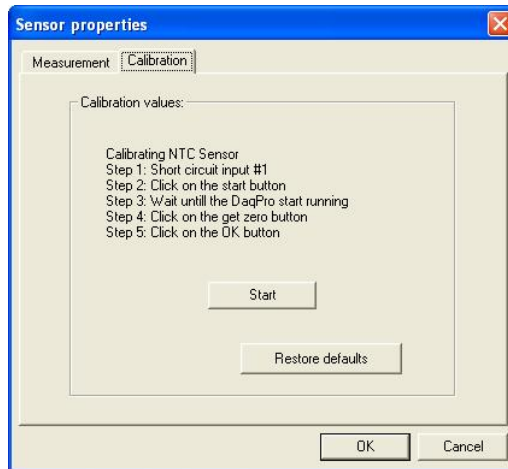 Sensor properties
Measurement
Calibration
Calibration values:
Calibrating NTC Sensor
Step 1: Short circuit input #1
Step 2: Click on the start button
Step 3: Wait untill the DaqPro start running
Step 4: Click on the get zero button
Step 5: Click on the OK button
Start
Restore defaults
OK
Cancel